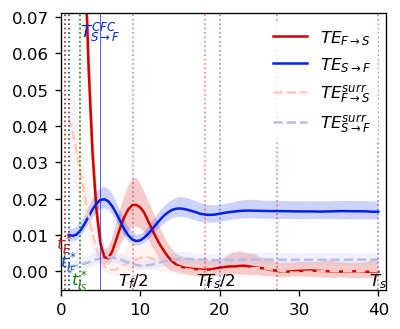 0.07
0.06
0.05
0.04
0.03
0.02
0.01
0.00
T^{CFC}_{S→F}
TE_{F→S}
TE_{S→F}
TE^{surr}_{F→S}
TE^{surr}_{S→F}
T_f/2
T_s/2
T_s
0 10 20 30 40